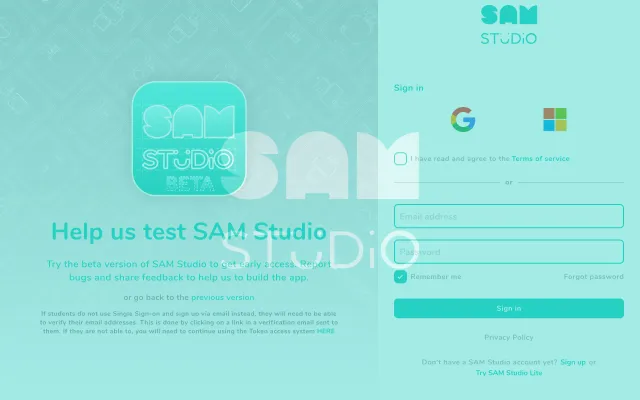 SAM
STUDiO
BETA
Help us test SAM Studio
Try the beta version of SAM Studio to get early access. Report
bugs and share feedback to help us to build the app.
or go back to the previous version
If students do not use Single Sign-on and sign up via email instead, they will need to be able
to verify their email addresses. This is done by clicking on a link in a verification email sent to
them. If they are not able to, you will need to continue using the Token access system HERE
SAM
STUDiO
SAM
STUDiO
Sign in
I have read and agree to the Terms of service
or
Email address
Password
Remember me
Forgot password
Sign in
Privacy Policy
Don't have a SAM Studio account yet? Sign up or
Try SAM Studio Lite